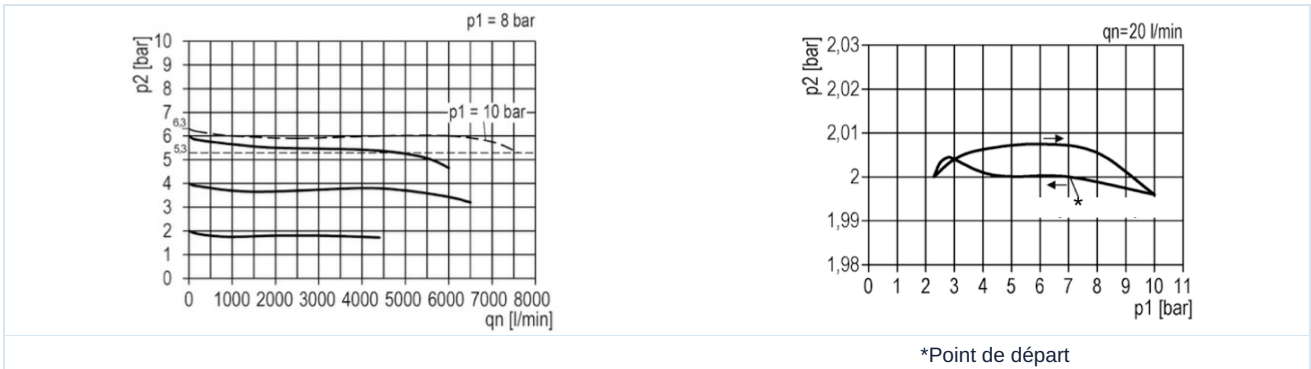 p1 = 8 bar
p2 [bar]
10
9
8
7
6,3
6
5,3
5
4
3
2
1
0
p1 = 10 bar
0 1000 2000 3000 4000 5000 6000 7000 8000
qn [l/min]
qn=20 l/min
p2 [bar]
2,03
2,02
2,01
2
1,99
1,98
*
0 1 2 3 4 5 6 7 8 9 10 11
p1 [bar]
*Point de départ